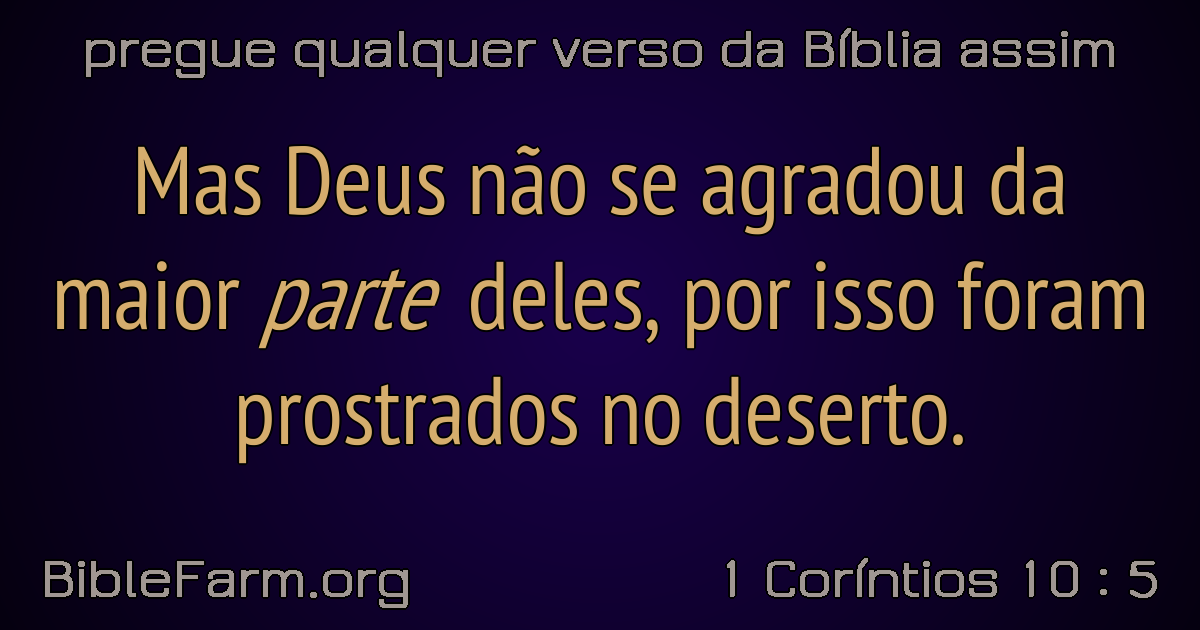 pregue qualquer verso da Bíblia assim
Mas Deus não se agradou da
maior parte deles, por isso foram
prostrados no deserto.
BibleFarm.org
1 Coríntios 10 : 5